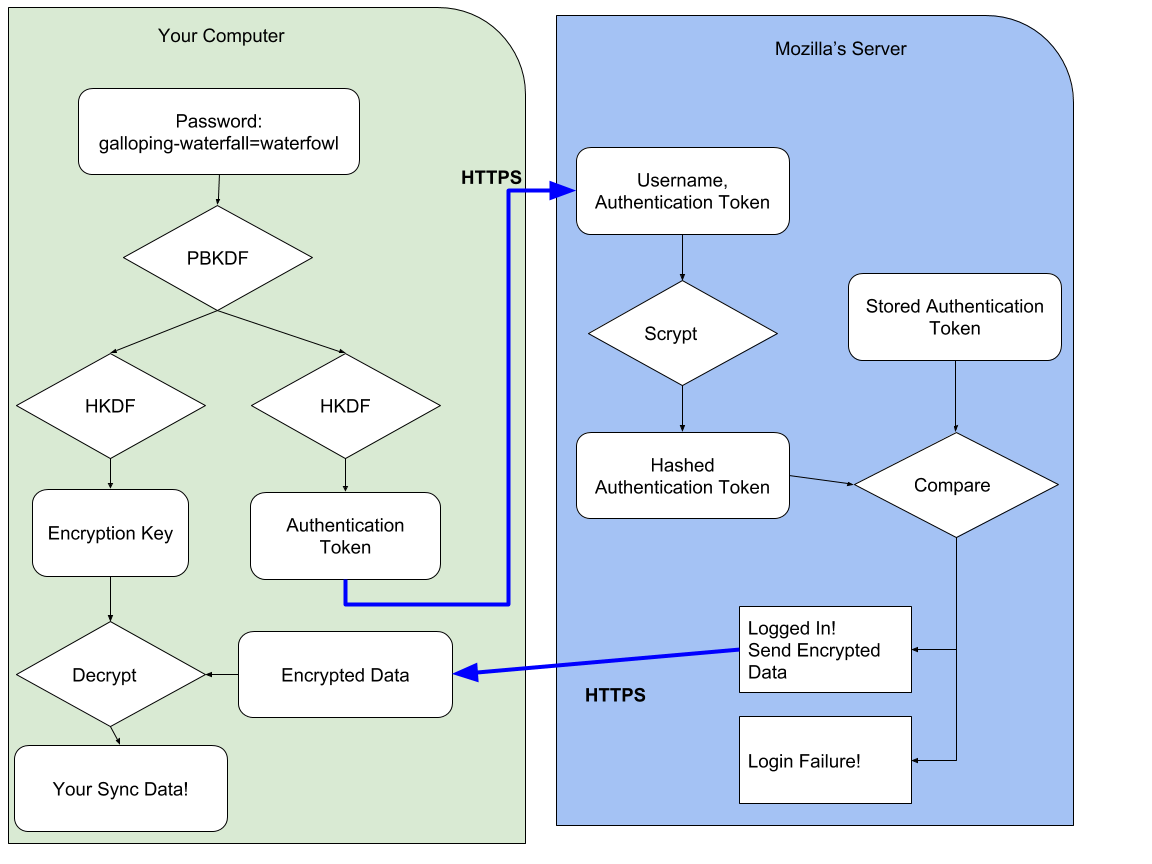 Your Computer
Password:
galloping-waterfall=waterfowl
PBKDF
HKDF
HKDF
Encryption Key
Authentication
Token
Decrypt
Encrypted Data
Your Sync Data!
HTTPS
Mozilla’s Server
Username,
Authentication Token
Scrypt
Stored Authentication
Token
Hashed
Authentication Token
Compare
Logged In!
Send Encrypted
Data
HTTPS
Login Failure!